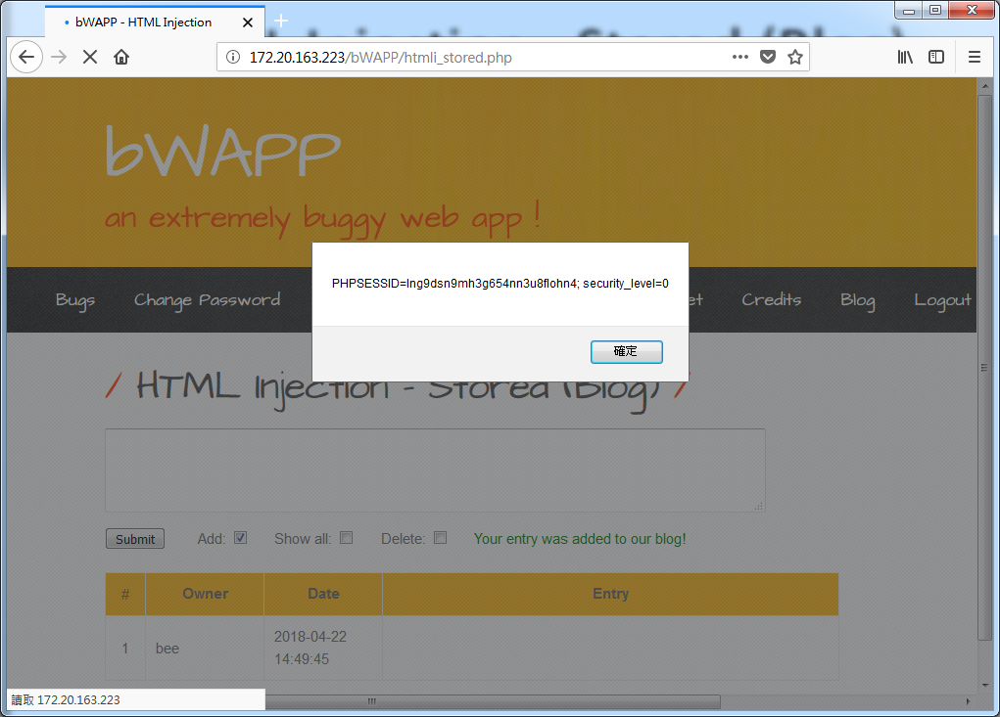 bWAPP - HTML Injection
172.20.163.223/bWAPP/htmli_stored.php
bWAPP
an extremely buggy web app !
Bugs Change Password et Credits Blog Logout
PHPSESSID=lng9dsn9mh3g654nn3u8flohn4; security_level=0
確定
/ HTML Injection - Stored (Blog) /
Submit Add: Show all: Delete: Your entry was added to our blog!
# Owner Date Entry
1 bee 2018-04-22
14:49:45
讀取 172.20.163.223